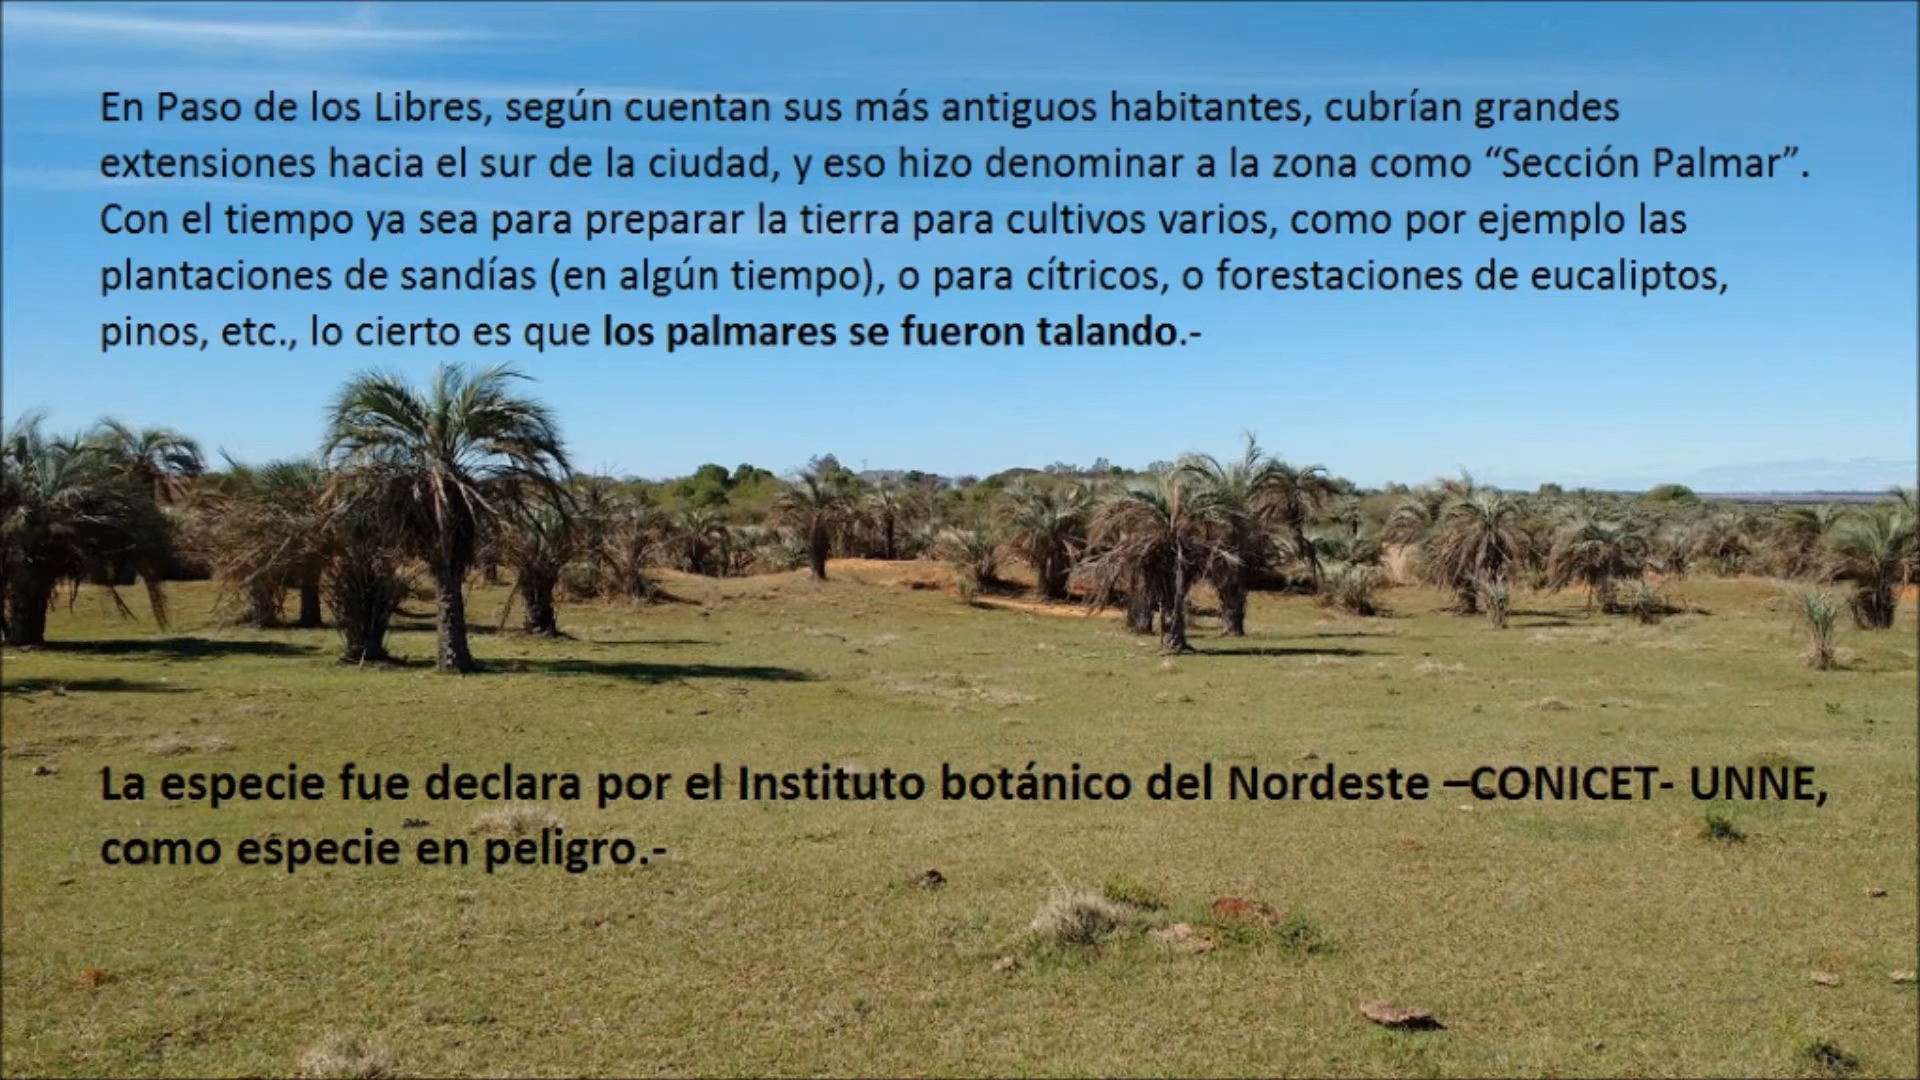 En Paso de los Libres, según cuentan sus más antiguos habitantes, cubrían grandes
extensiones hacia el sur de la ciudad, y eso hizo denominar a la zona como “Sección Palmar”.
Con el tiempo ya sea para preparar la tierra para cultivos varios, como por ejemplo las
plantaciones de sandías (en algún tiempo), o para cítricos, o forestaciones de eucaliptos,
pinos, etc., lo cierto es que los palmares se fueron talando.-
La especie fue declara por el Instituto botánico del Nordeste –CONICET- UNNE,
como especie en peligro.-